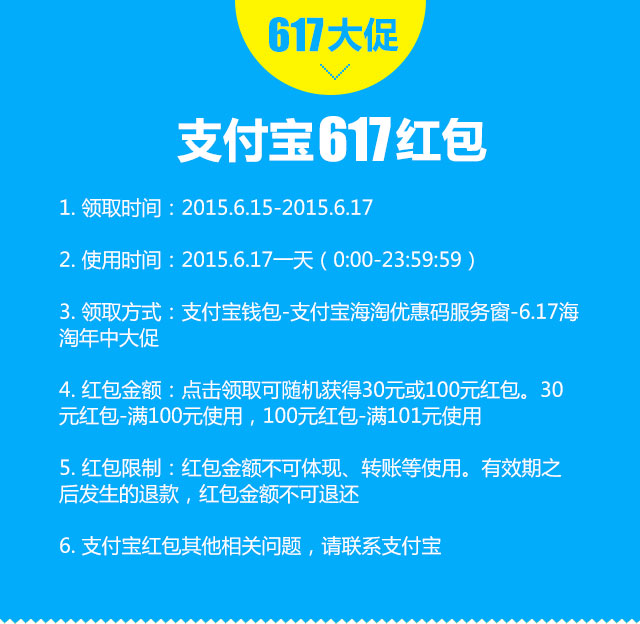 617大促
支付宝617红包
1. 领取时间：2015.6.15-2015.6.17
2. 使用时间：2015.6.17一天（0:00-23:59:59）
3. 领取方式：支付宝钱包-支付宝海淘优惠码服务窗-6.17海
淘年中大促
4. 红包金额：点击领取可随机获得30元或100元红包。30
元红包-满100元使用，100元红包-满101元使用
5. 红包限制：红包金额不可体现、转账等使用。有效期之
后发生的退款，红包金额不可退还
6. 支付宝红包其他相关问题，请联系支付宝